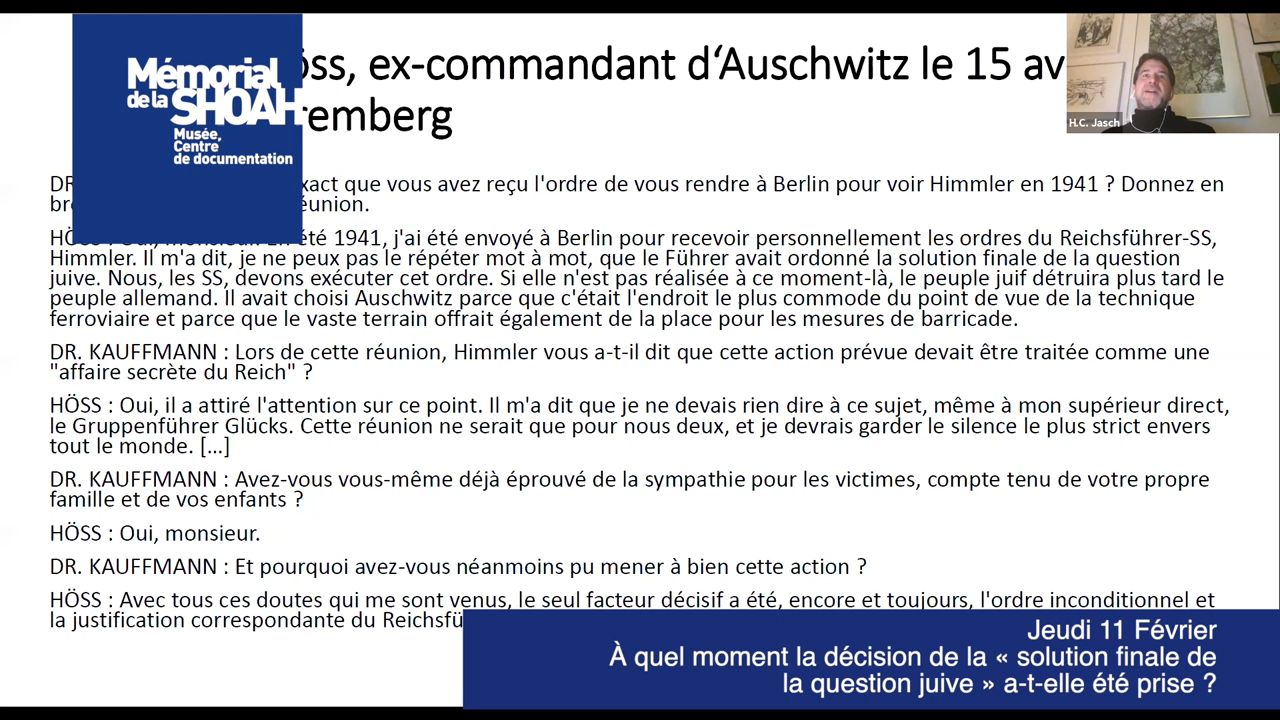 Mémorial
de la SHOAH
Musée,
Centre
de documentation
öss, ex-commandant d‘Auschwitz le 15 av
remberg
H.C. Jasch
DR xact que vous avez reçu l'ordre de vous rendre à Berlin pour voir Himmler en 1941 ? Donnez en
br éunion.
HÖSS : Oui, monsieur. En été 1941, j'ai été envoyé à Berlin pour recevoir personnellement les ordres du Reichsführer-SS,
Himmler. Il m'a dit, je ne peux pas le répéter mot à mot, que le Führer avait ordonné la solution finale de la question
juive. Nous, les SS, devons exécuter cet ordre. Si elle n'est pas réalisée à ce moment-là, le peuple juif détruira plus tard le
peuple allemand. Il avait choisi Auschwitz parce que c'était l'endroit le plus commode du point de vue de la technique
ferroviaire et parce que le vaste terrain offrait également de la place pour les mesures de barricade.
DR. KAUFFMANN : Lors de cette réunion, Himmler vous a-t-il dit que cette action prévue devait être traitée comme une
"affaire secrète du Reich" ?
HÖSS : Oui, il a attiré l'attention sur ce point. Il m'a dit que je ne devais rien dire à ce sujet, même à mon supérieur direct,
le Gruppenführer Glücks. Cette réunion ne serait que pour nous deux, et je devrais garder le silence le plus strict envers
tout le monde. […]
DR. KAUFFMANN : Avez-vous vous-même déjà éprouvé de la sympathie pour les victimes, compte tenu de votre propre
famille et de vos enfants ?
HÖSS : Oui, monsieur.
DR. KAUFFMANN : Et pourquoi avez-vous néanmoins pu mener à bien cette action ?
HÖSS : Avec tous ces doutes qui me sont venus, le seul facteur décisif a été, encore et toujours, l'ordre inconditionnel et
la justification correspondante du Reichsfü
Jeudi 11 Février
À quel moment la décision de la « solution finale de
la question juive » a-t-elle été prise ?